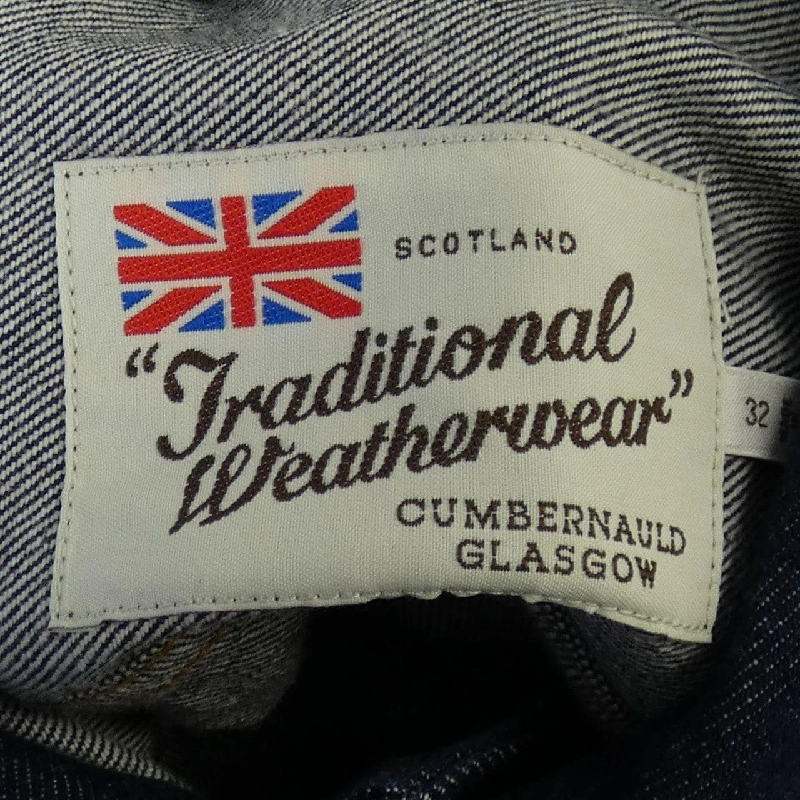 SCOTLAND
“Traditional
Weatherwear”
32
CUMBERNAULD
GLASGOW